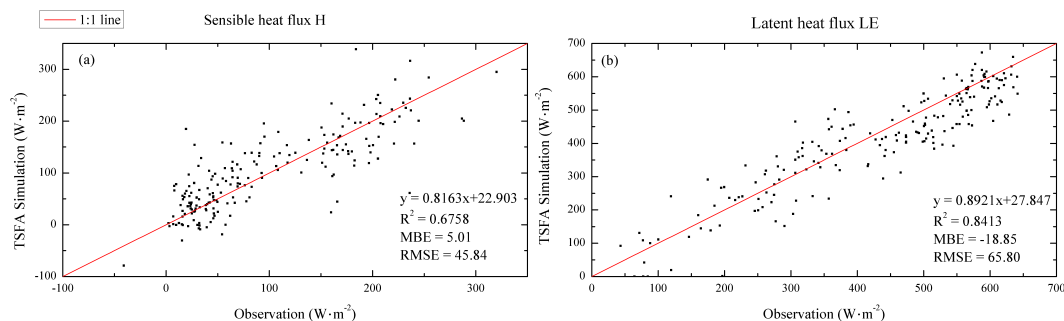 1:1 line
Sensible heat flux H
(a)
TSFA Simulation (W·m-2)
300
200
100
0
-100
y = 0.8163x+22.903
R2 = 0.6758
MBE = 5.01
RMSE = 45.84
-100 0 100 200 300
Observation (W·m-2)
Latent heat flux LE
(b)
TSFA Simulation (W·m-2)
700
600
500
400
300
200
100
0
y = 0.8921x+27.847
R2 = 0.8413
MBE = -18.85
RMSE = 65.80
0 100 200 300 400 500 600 700
Observation (W·m-2)